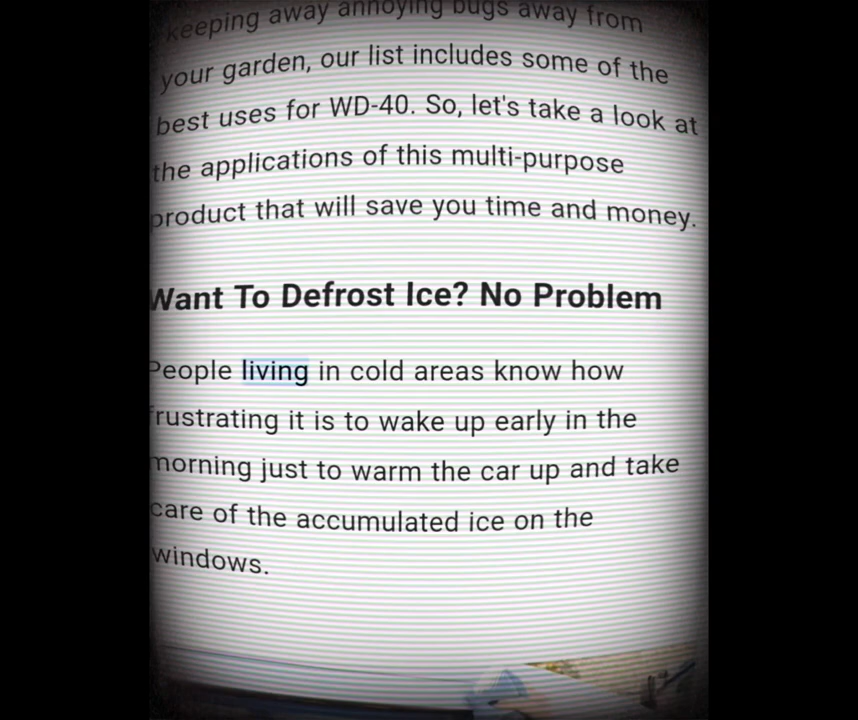 keeping away annoying bugs away from
your garden, our list includes some of the
best uses for WD-40. So, let's take a look at
the applications of this multi-purpose
product that will save you time and money.
Want To Defrost Ice? No Problem
People living in cold areas know how
frustrating it is to wake up early in the
morning just to warm the car up and take
care of the accumulated ice on the
windows.